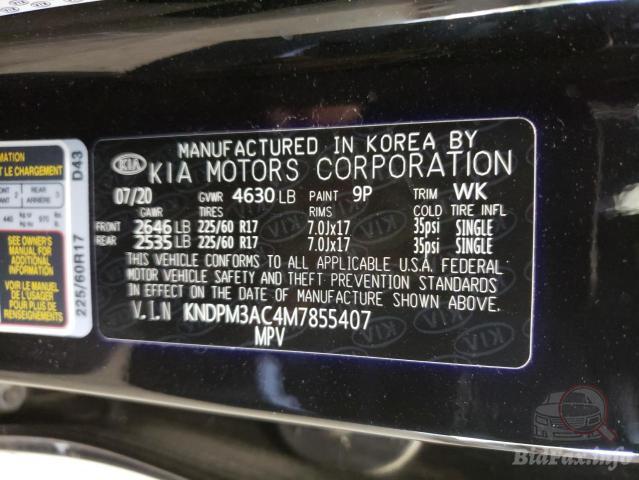 MANUFACTURED IN KOREA BY
KIA KIA MOTORS CORPORATION
07/20 GVWR 4630 LB PAINT 9P TRIM WK
GAWR TIRES RIMS COLD TIRE INFL
FRONT 2646 LB 225/60 R17 7.0Jx17 35psi SINGLE
REAR 2535 LB 225/60 R17 7.0Jx17 35psi SINGLE
THIS VEHICLE CONFORMS TO ALL APPLICABLE U.S.A. FEDERAL
MOTOR VEHICLE SAFETY AND THEFT PREVENTION STANDARDS
IN EFFECT ON THE DATE OF MANUFACTURE SHOWN ABOVE.
V.I.N KNDPM3AC4M7855407
MPV
LE CHARGEMENT
REAR
ARRIERE
SEE OWNER'S
MANUAL FOR
ADDITIONAL
INFORMATION
VOIR LE MANUEL
DE L'USAGER
POUR PLUS DE
225/60R17 D43
BidFax.info